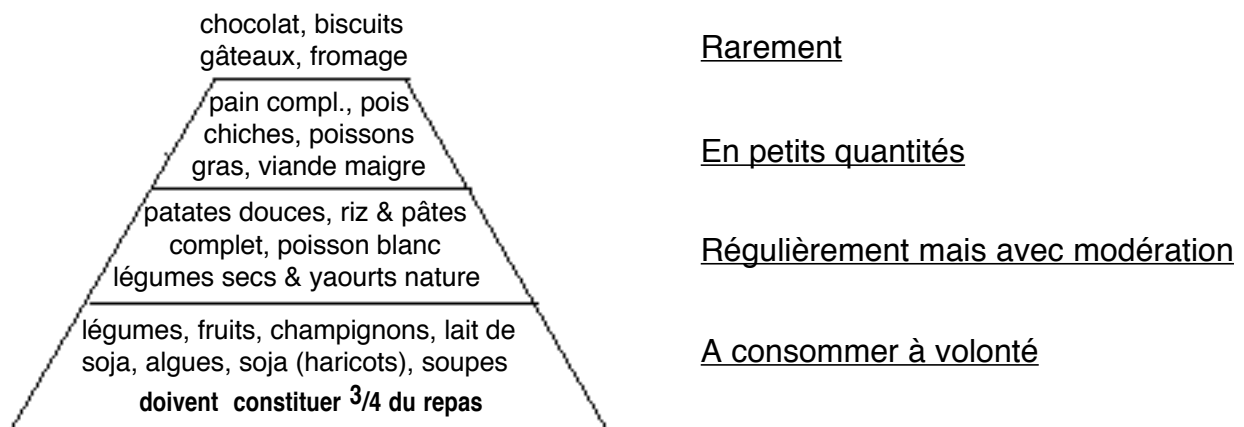 chocolat, biscuits
gâteaux, fromage
Rarement
pain compl., pois
chiches, poissons
gras, viande maigre
En petits quantités
patates douces, riz & pâtes
complet, poisson blanc
légumes secs & yaourts nature
Régulièrement mais avec modération
légumes, fruits, champignons, lait de
soja, algues, soja (haricots), soupes
doivent constituer 3/4 du repas
A consommer à volonté